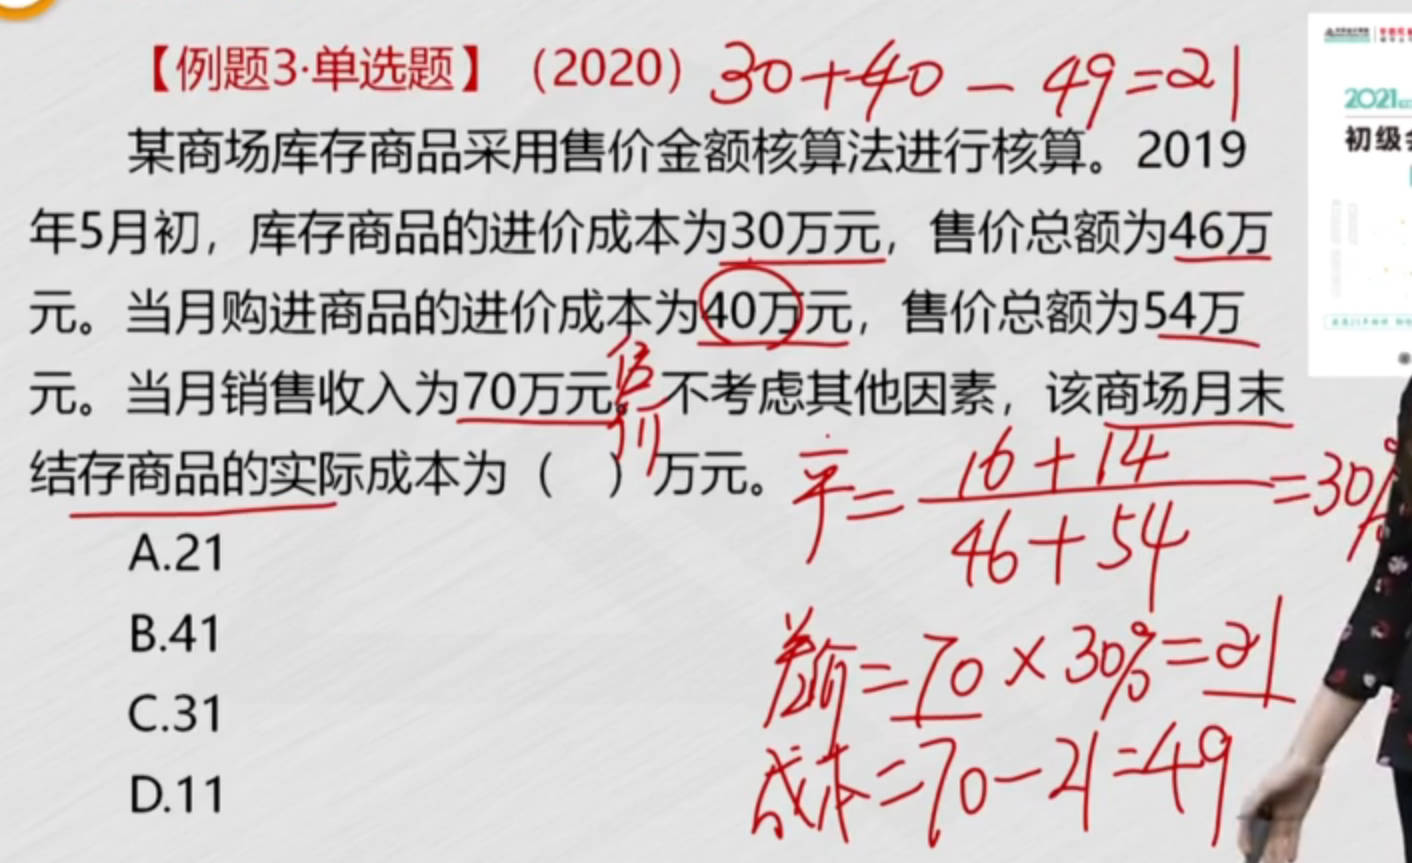 【例题3·单选题】（2020）30+40-49=21
某商场库存商品采用售价金额核算法进行核算。2019
年5月初，库存商品的进价成本为30万元，售价总额为46万
元。当月购进商品的进价成本为40万元，售价总额为54万
元。当月销售收入为70万元。不考虑其他因素，该商场月末
售价
结存商品的实际成本为（ ）万元。
平=16+14
46+54
=30%
A.21
B.41
C.31
D.11
差价=70×30%=21
成本=70-21=49
2021
初级会